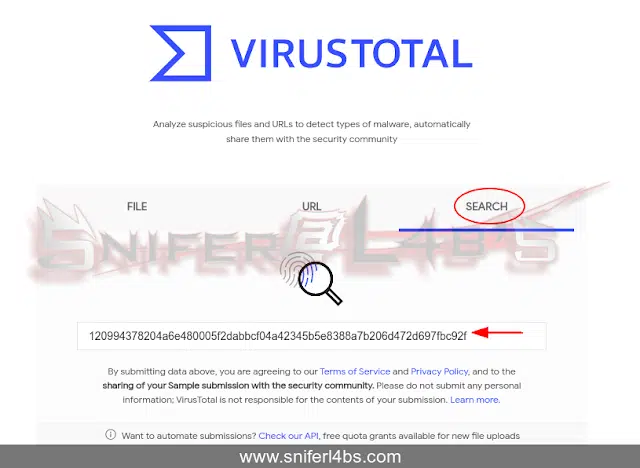 VIRUSTOTAL
Analyze suspicious files and URLs to detect types of malware, automatically
share them with the security community
FILE URL SEARCH
Snifer@L4b's
120994378204a6e480005f2dabbcf04a42345b5e8388a7b206d472d697fbc92f
By submitting data above, you are agreeing to our Terms of Service and Privacy Policy, and to the
sharing of your Sample submission with the security community. Please do not submit any personal
information; VirusTotal is not responsible for the contents of your submission. Learn more.
Want to automate submissions? Check our API, free quota grants available for new file uploads
www.sniferl4bs.com